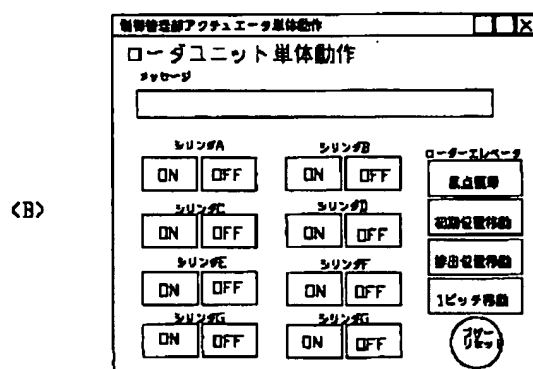 制御管理部アクチュエータ単体動作
ローダユニット単体動作
メッセージ
シリンダA
ON OFF
シリンダB
ON OFF
ローダーエレベータ
原点復帰
シリンダC
ON OFF
シリンダD
ON OFF
初期位置移動
シリンダE
ON OFF
シリンダF
ON OFF
排出位置移動
1ピッチ移動
シリンダG
ON OFF
シリンダG
ON OFF
ブザー
リセット
(B)